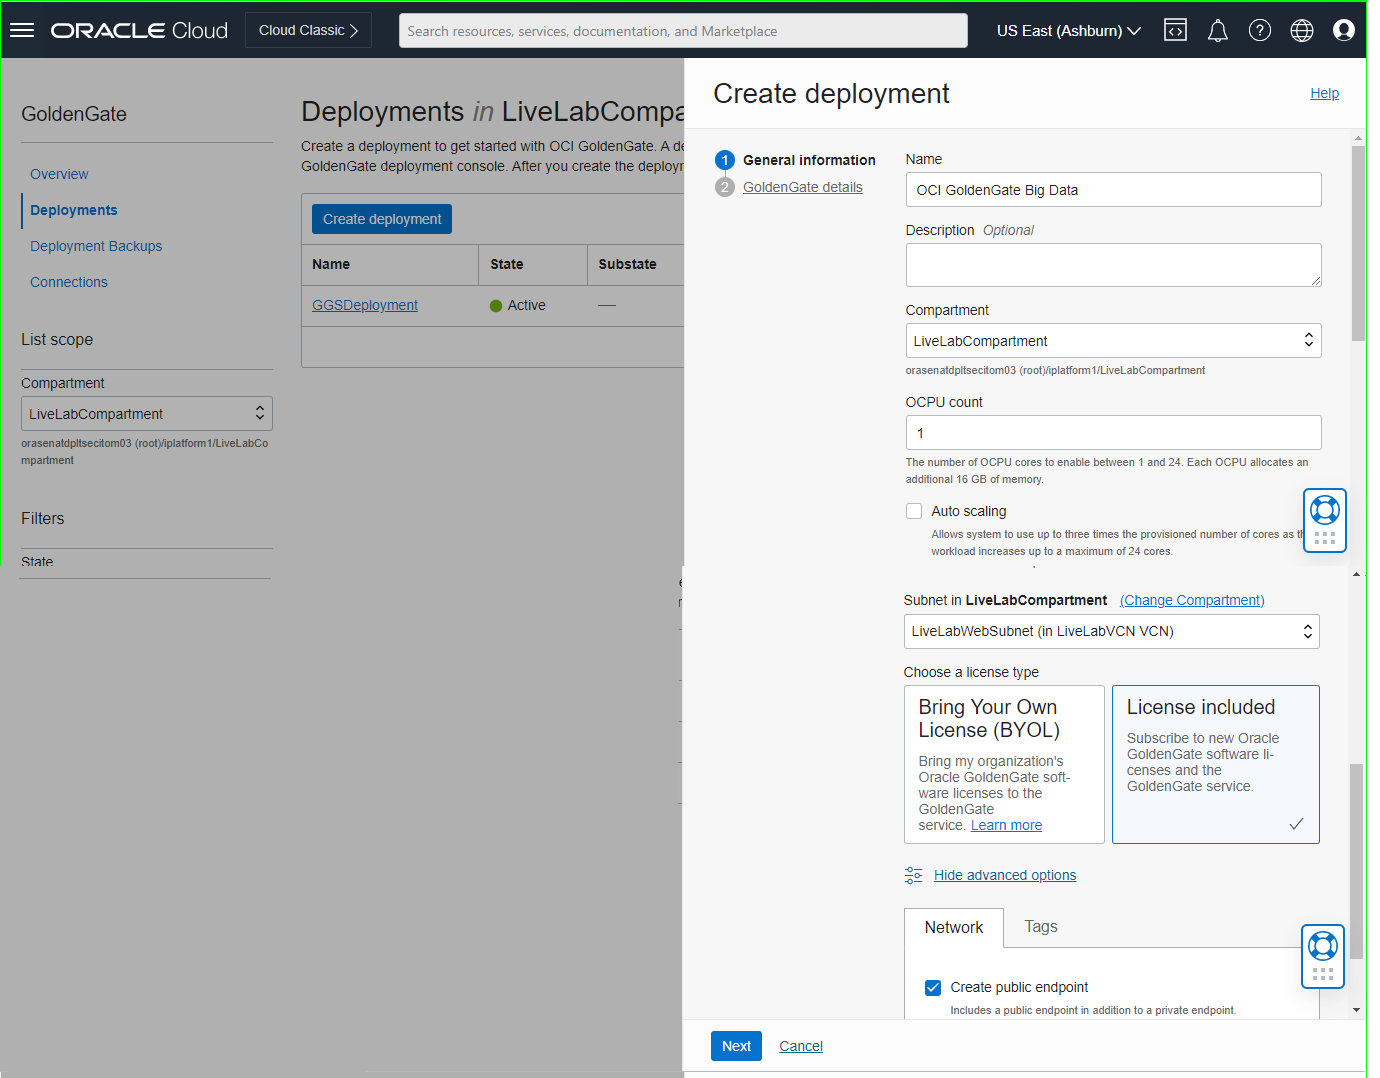 ORACLE Cloud
Cloud Classic
Search resources, services, documentation, and Marketplace
US East (Ashburn)
GoldenGate
Overview
Deployments
Deployment Backups
Connections
List scope
Compartment
LiveLabCompartment
orasenatdpltsecitom03 (root)/iplatform1/LiveLabCo
mpartment
Filters
State
Deployments in LiveLabCompa
Create a deployment to get started with OCI GoldenGate. A de
GoldenGate deployment console. After you create the deployr
Create deployment
Name State Substate
GGSDeployment Active —
Create deployment
Help
1 General information
2 GoldenGate details
Name
OCI GoldenGate Big Data
Description Optional
Compartment
LiveLabCompartment
orasenatdpltsecitom03 (root)/iplatform1/LiveLabCompartment
OCPU count
1
The number of OCPU cores to enable between 1 and 24. Each OCPU allocates an
additional 16 GB of memory.
Auto scaling
Allows system to use up to three times the provisioned number of cores as th
workload increases up to a maximum of 24 cores.
Subnet in LiveLabCompartment (Change Compartment)
LiveLabWebSubnet (in LiveLabVCN VCN)
Choose a license type
Bring Your Own
License (BYOL)
Bring my organization's
Oracle GoldenGate soft-
ware licenses to the
GoldenGate
service. Learn more
License included
Subscribe to new Oracle
GoldenGate software li-
censes and the
GoldenGate service.
Hide advanced options
Network Tags
Create public endpoint
Includes a public endpoint in addition to a private endpoint.
Next Cancel